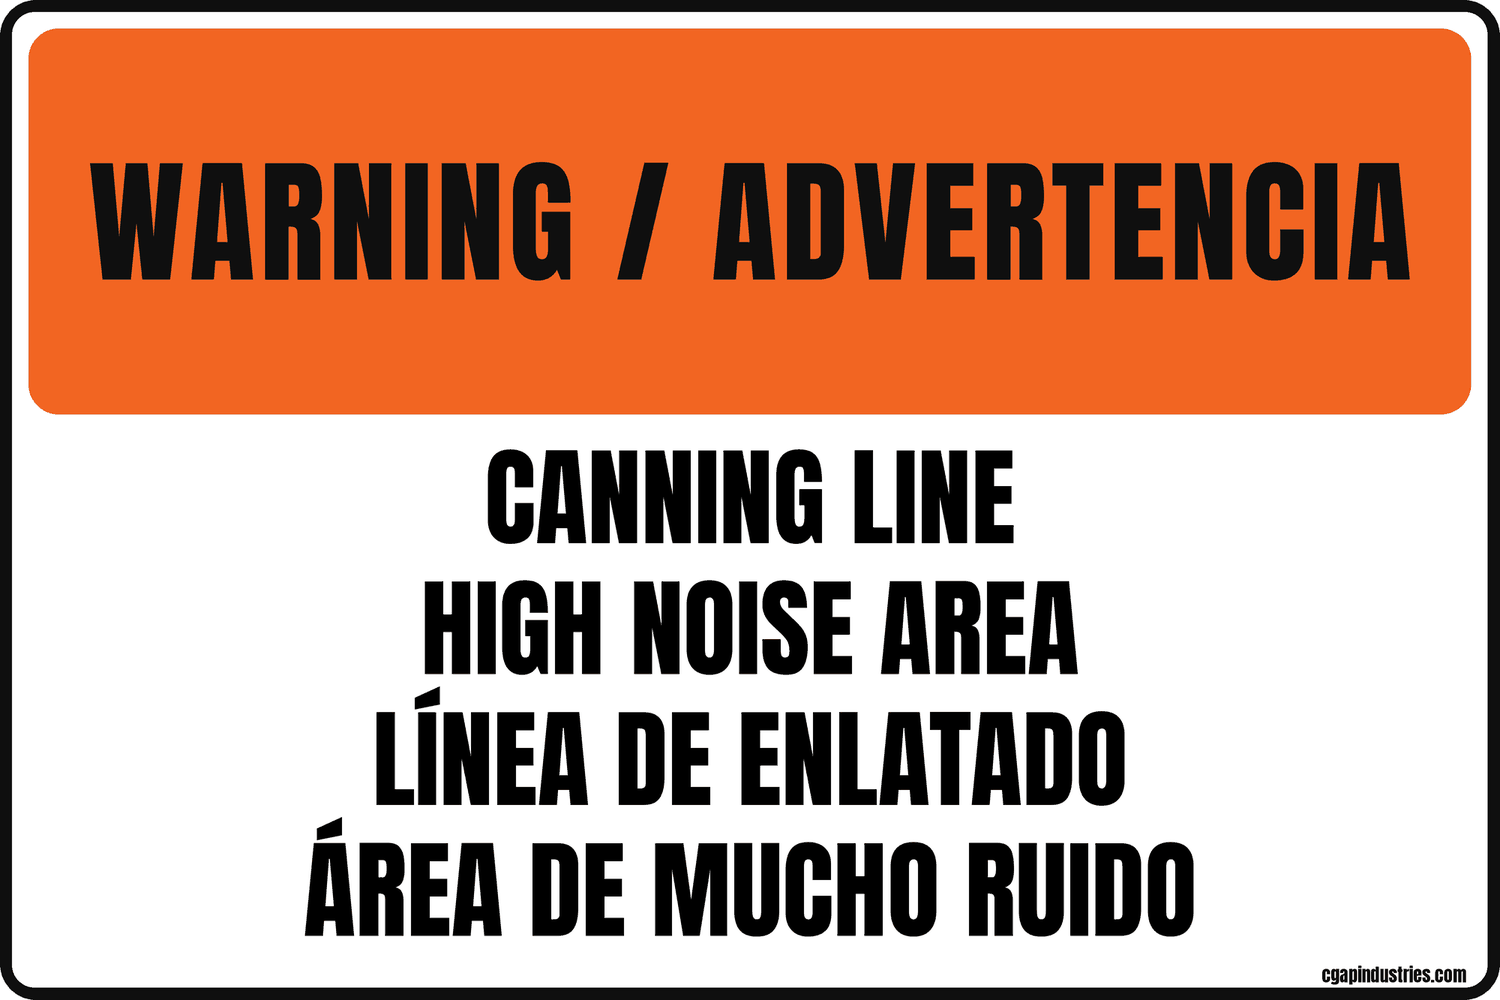 WARNING / ADVERTENCIA
CANNING LINE
HIGH NOISE AREA
LÍNEA DE ENLATADO
ÁREA DE MUCHO RUIDO
cgapindustries.com